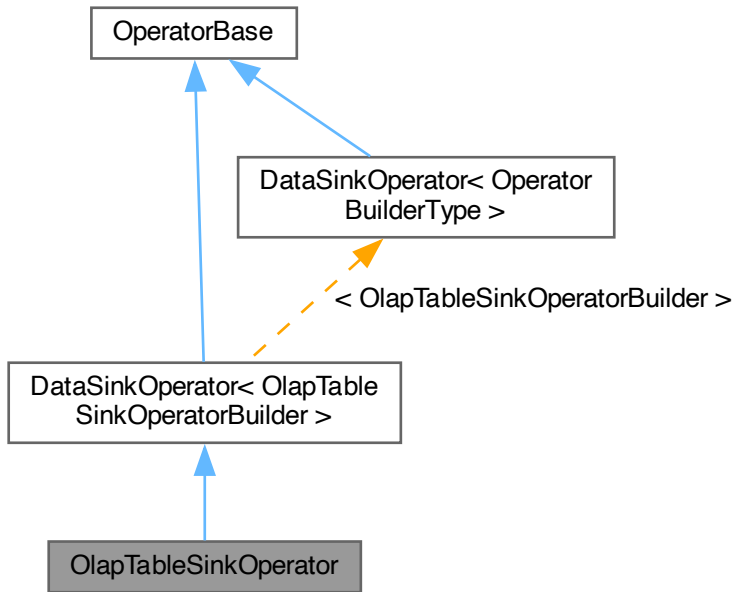 OperatorBase
DataSinkOperator< Operator
BuilderType >
< OlapTableSinkOperatorBuilder >
DataSinkOperator< OlapTable
SinkOperatorBuilder >
OlapTableSinkOperator